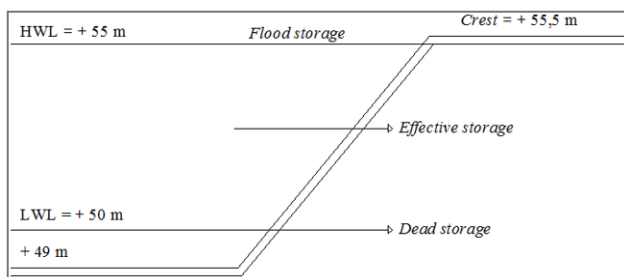 Crest = + 55,5 m
HWL = + 55 m
Flood storage
Effective storage
LWL = + 50 m
Dead storage
+ 49 m